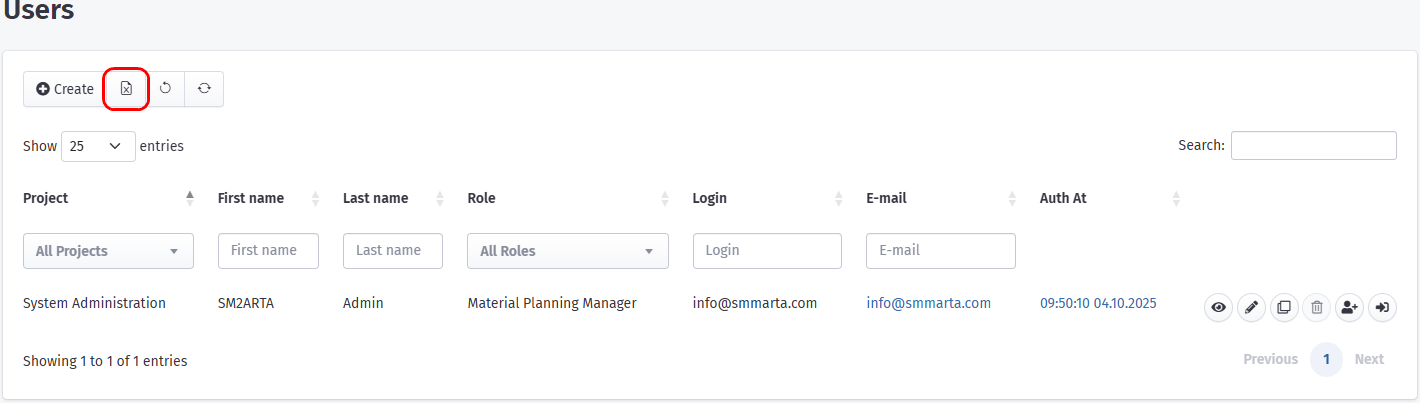 Users
Create
Show 25 entries
Search:
Project First name Last name Role Login E-mail Auth At
All Projects First name Last name All Roles Login E-mail
System Administration SM2ARTA Admin Material Planning Manager info@smmarta.com info@smmarta.com 09:50:10 04.10.2025
Showing 1 to 1 of 1 entries
Previous 1 Next